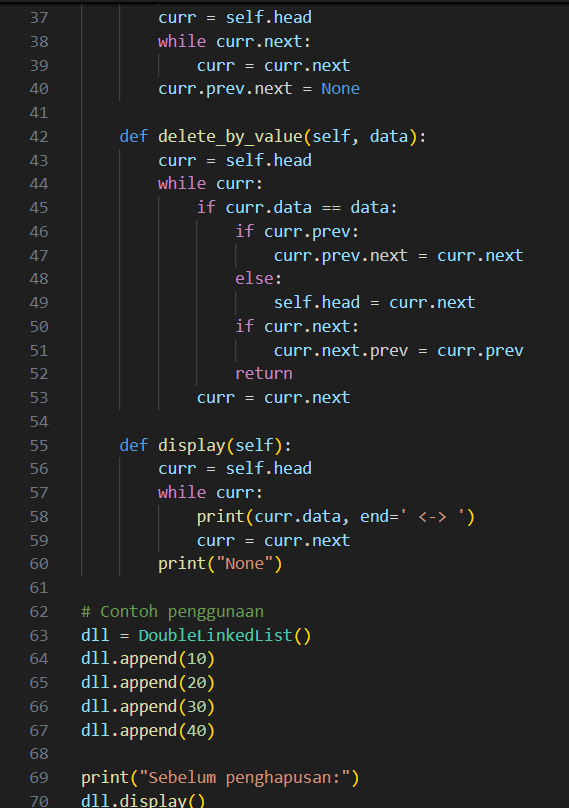 37 curr = self.head
38 while curr.next:
39 curr = curr.next
40 curr.prev.next = None
41
42 def delete_by_value(self, data):
43 curr = self.head
44 while curr:
45 if curr.data == data:
46 if curr.prev:
47 curr.prev.next = curr.next
48 else:
49 self.head = curr.next
50 if curr.next:
51 curr.next.prev = curr.prev
52 return
53 curr = curr.next
54
55 def display(self):
56 curr = self.head
57 while curr:
58 print(curr.data, end=' <-> ')
59 curr = curr.next
60 print("None")
61
62 # Contoh penggunaan
63 dll = DoubleLinkedList()
64 dll.append(10)
65 dll.append(20)
66 dll.append(30)
67 dll.append(40)
68
69 print("Sebelum penghapusan:")
70 dll.display()